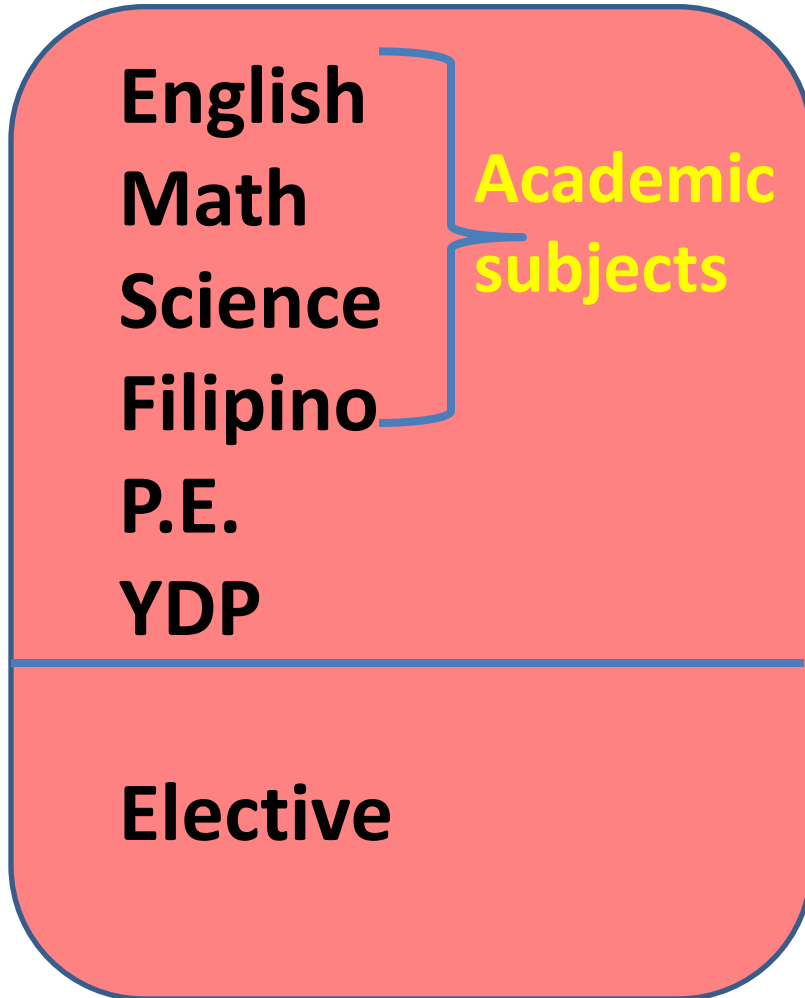 English
Math
Science
Filipino
P.E.
YDP
Academic
subjects
Elective